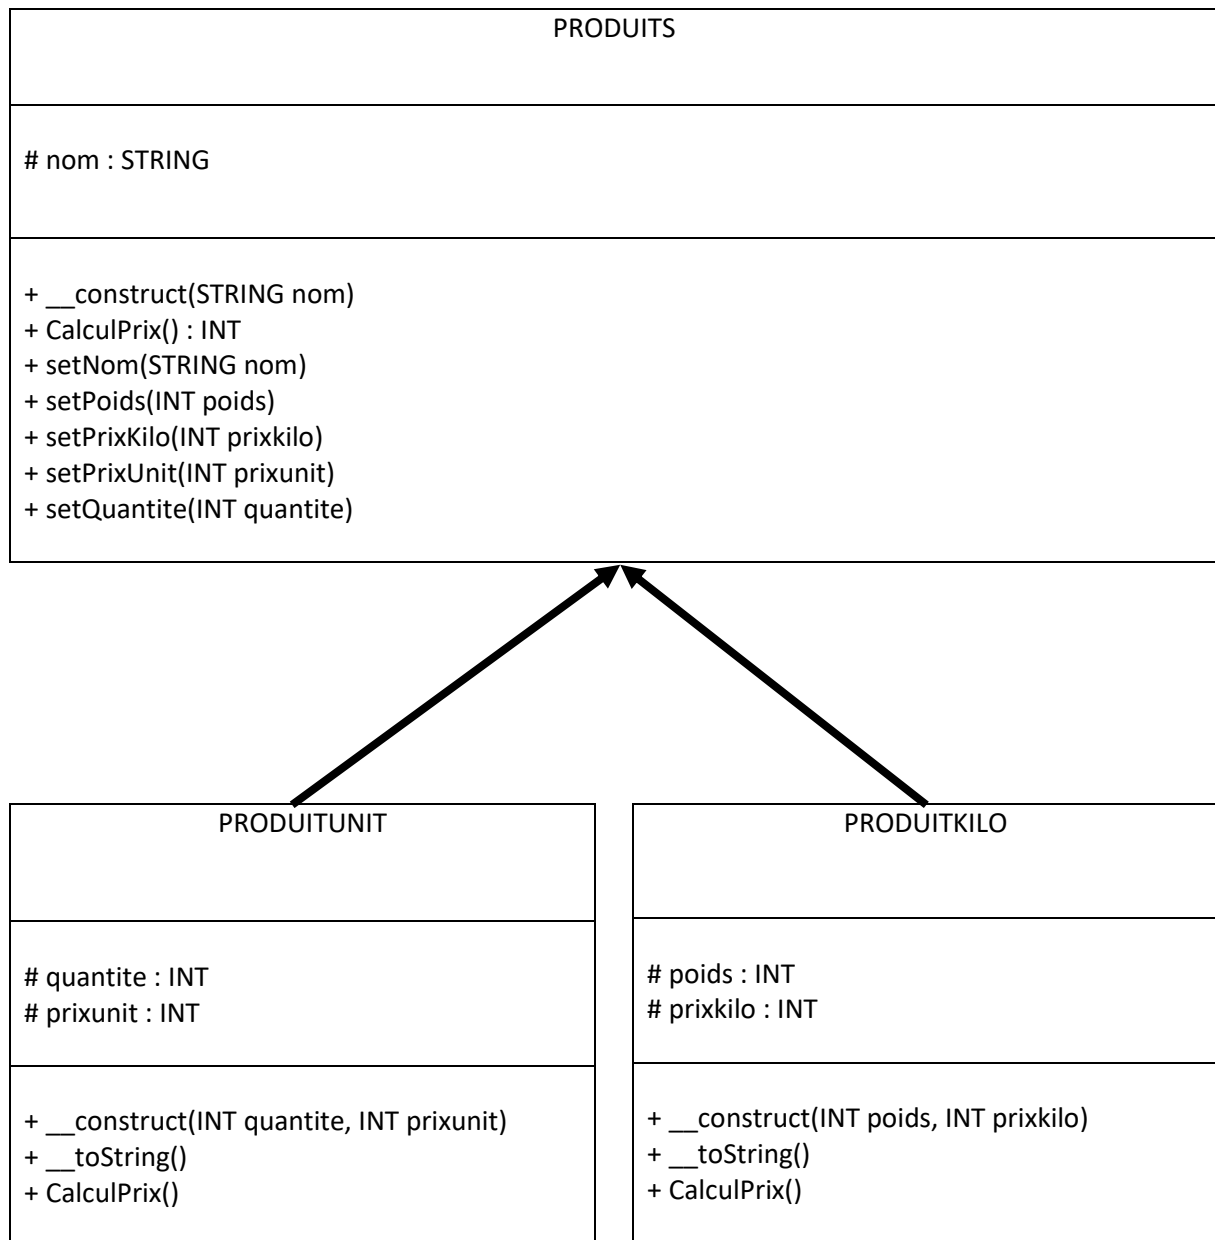 PRODUITS
# nom : STRING
+ __construct(STRING nom)
+ CalculPrix() : INT
+ setNom(STRING nom)
+ setPoids(INT poids)
+ setPrixKilo(INT prixkilo)
+ setPrixUnit(INT prixunit)
+ setQuantite(INT quantite)
PRODUITUNIT
# quantite : INT
# prixunit : INT
+ __construct(INT quantite, INT prixunit)
+ __toString()
+ CalculPrix()
PRODUITKILO
# poids : INT
# prixkilo : INT
+ __construct(INT poids, INT prixkilo)
+ __toString()
+ CalculPrix()